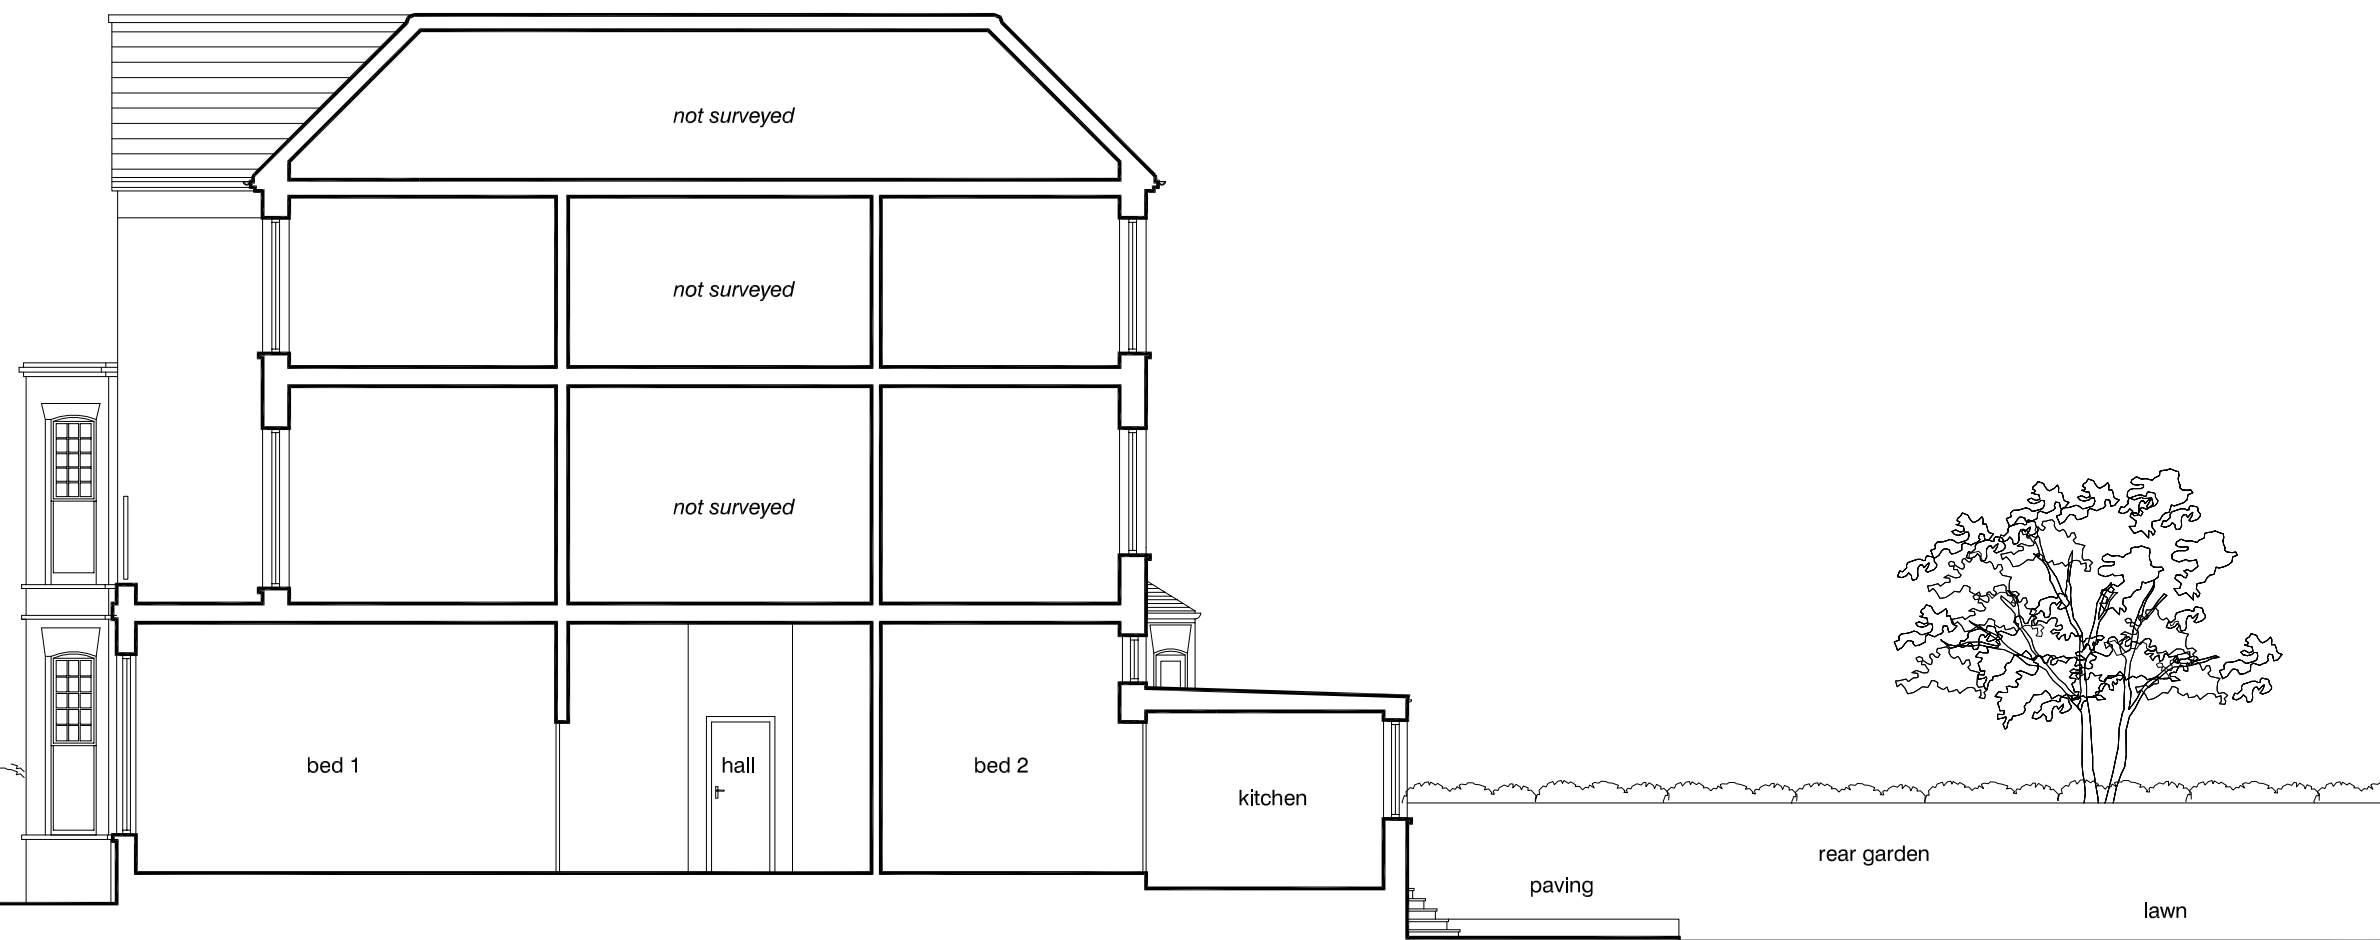 not surveyed
not surveyed
not surveyed
bed 1
hall
bed 2
kitchen
rear garden
paving
lawn